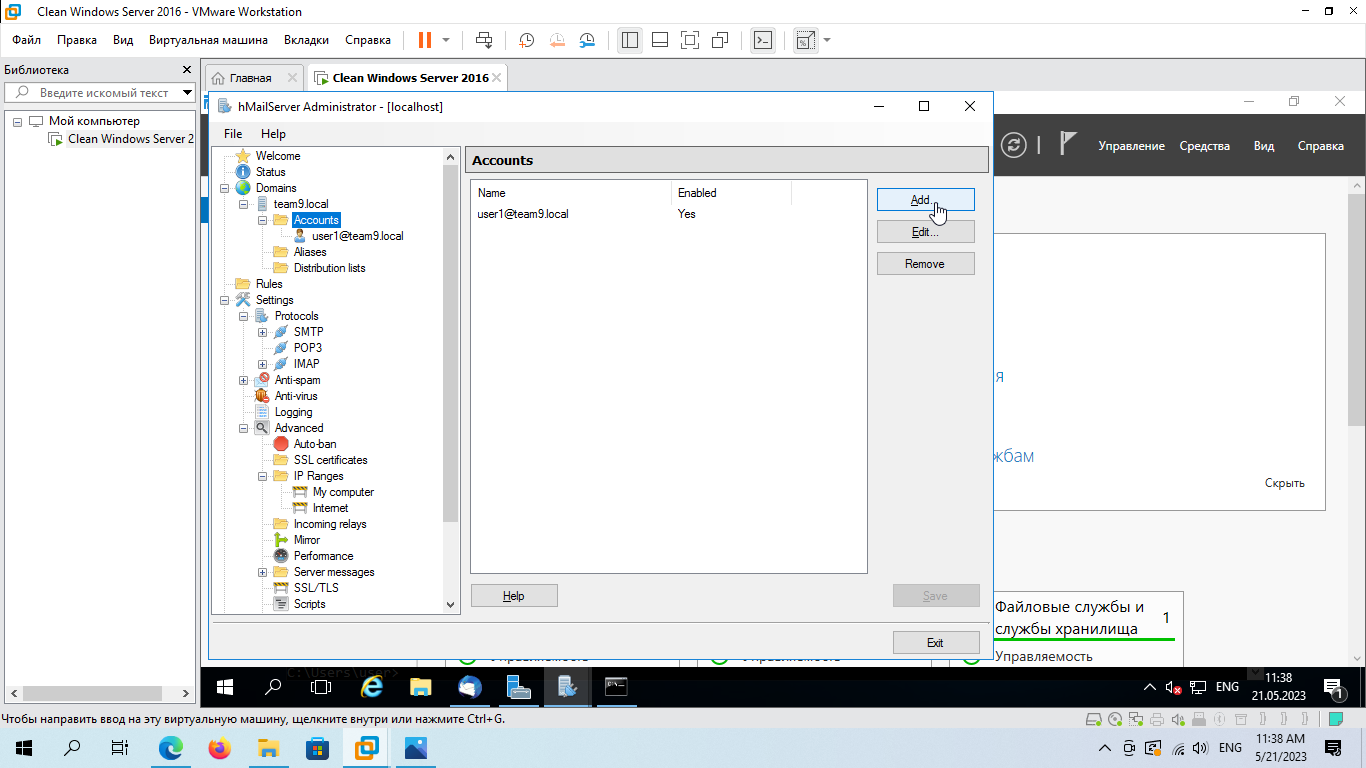 Clean Windows Server 2016 - VMware Workstation
Файл Правка Вид Виртуальная машина Вкладки Справка
Библиотека
Введите искомый текст
Мой компьютер
Clean Windows Server 2
Главная
Clean Windows Server 2016
hMailServer Administrator - [localhost]
File Help
Управление Средства Вид Справка
Welcome
Status
Domains
team9.local
Accounts
user1@team9.local
Aliases
Distribution lists
Rules
Settings
Protocols
SMTP
POP3
IMAP
Anti-spam
Anti-virus
Logging
Advanced
Auto-ban
SSL certificates
IP Ranges
My computer
Internet
Incoming relays
Mirror
Performance
Server messages
SSL/TLS
Scripts
Accounts
Name Enabled
user1@team9.local Yes
Add...
Edit...
Remove
Help
Save
Exit
я
жбам
Скрыть
Файловые службы и
службы хранилища
1
Управляемость
C:\Users\user>
ENG
11:38
21.05.2023
1
Чтобы направить ввод на эту виртуальную машину, щелкните внутри или нажмите Ctrl+G.
ENG
11:38 AM
5/21/2023